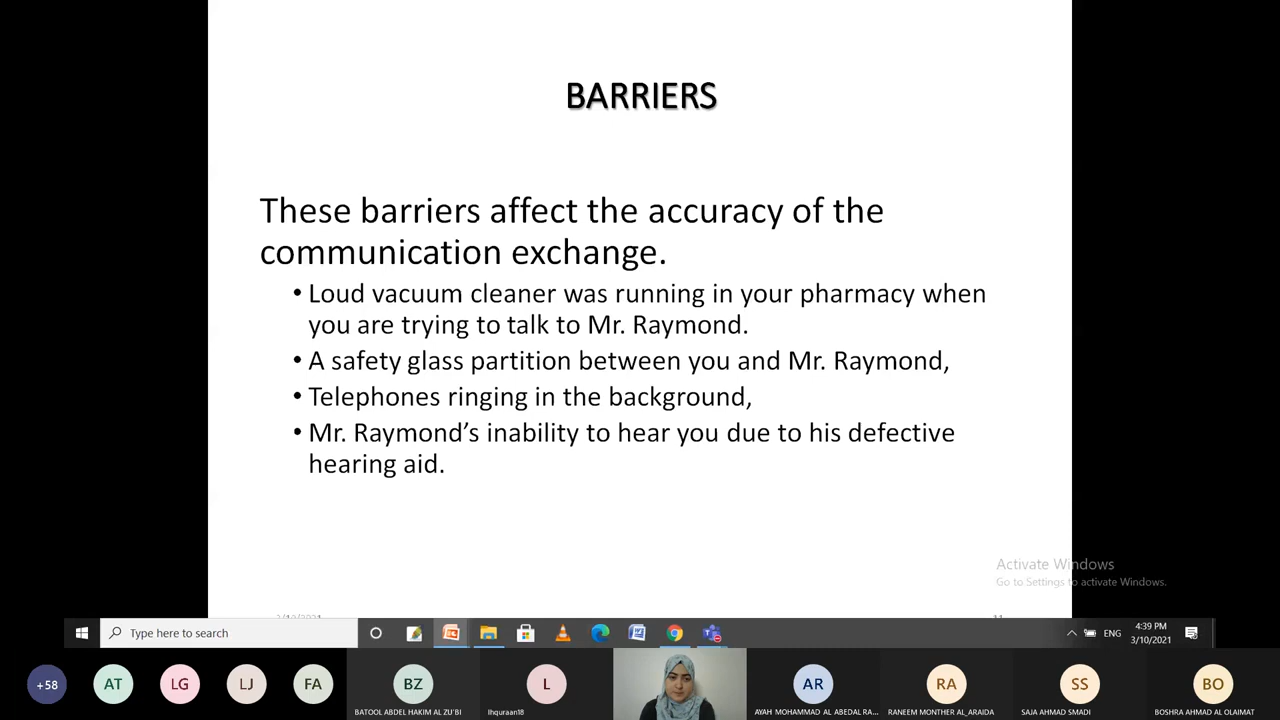 BARRIERS
These barriers affect the accuracy of the
communication exchange.
• Loud vacuum cleaner was running in your pharmacy when
you are trying to talk to Mr. Raymond.
• A safety glass partition between you and Mr. Raymond,
• Telephones ringing in the background,
• Mr. Raymond's inability to hear you due to his defective
hearing aid.
Activate Windows
Go to Settings to activate Windows.
Type here to search
ENG
4:39 PM
3/10/2021
+58
AT
LG
LJ
FA
BZ
L
AR
RA
SS
BO
BATOOL ABDEL HAKIM AL ZU'BI
lhquraan18
AYAH MOHAMMAD AL ABEDAL RA...
RANEEM MONTHER AL_ARAIDA
SAJA AHMAD SMADI
BOSHRA AHMAD AL OLAIMAT